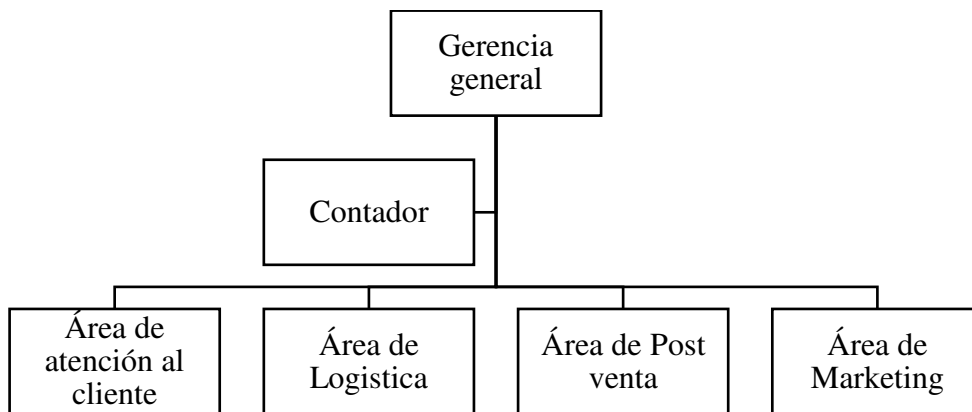 Gerencia
general
Contador
Área de
atención al
cliente
Área de
Logistica
Área de Post
venta
Área de
Marketing